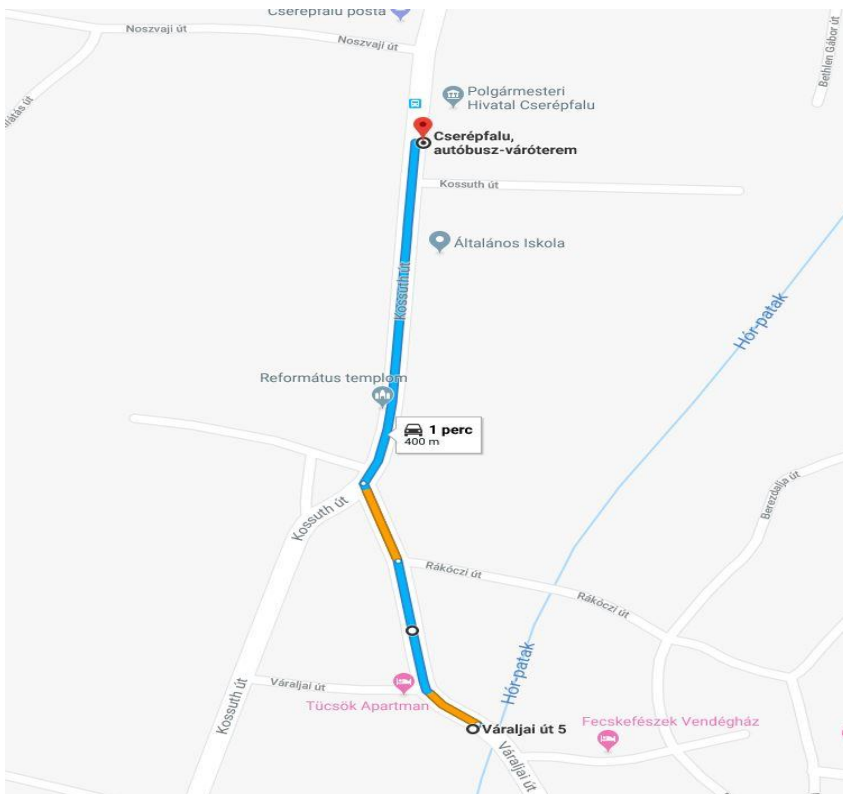 Cserépfalu posta
Noszvaji út
Noszvaji út
Bethlen Gábor út
Polgármesteri
Hivatal Cserépfalu
Cserépfalu,
autóbusz-váróterem
Kossuth út
Általános Iskola
Kossuth út
Hór-patak
Református templom
1 perc
400 m
Kossuth út
Berezdalja út
Rákóczi út
Rákóczi út
Váraljai út
Tücsök Apartman
Kossuth út
Hór-patak
Váraljai út 5
Fecskefészek Vendégház
Váraljai út